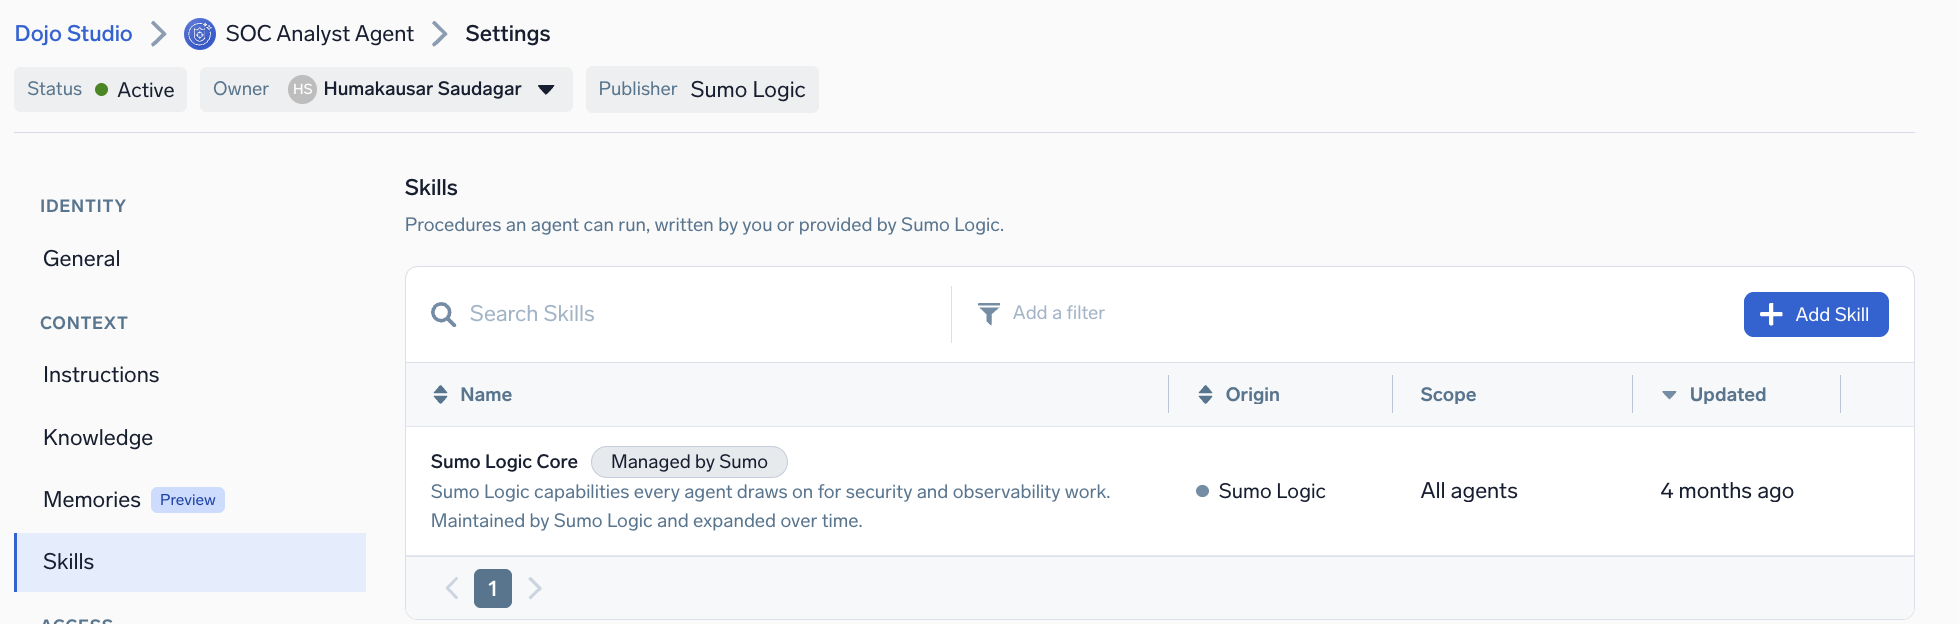 Dojo Studio SOC Analyst Agent Settings
Status Active Owner HS Humakausar Saudagar Publisher Sumo Logic
IDENTITY
General
CONTEXT
Instructions
Knowledge
Memories Preview
Skills
ACCESS
Skills
Procedures an agent can run, written by you or provided by Sumo Logic.
Search Skills Add a filter Add Skill
Name Origin Scope Updated
Sumo Logic Core Managed by Sumo
Sumo Logic capabilities every agent draws on for security and observability work.
Maintained by Sumo Logic and expanded over time.
Sumo Logic All agents 4 months ago
1